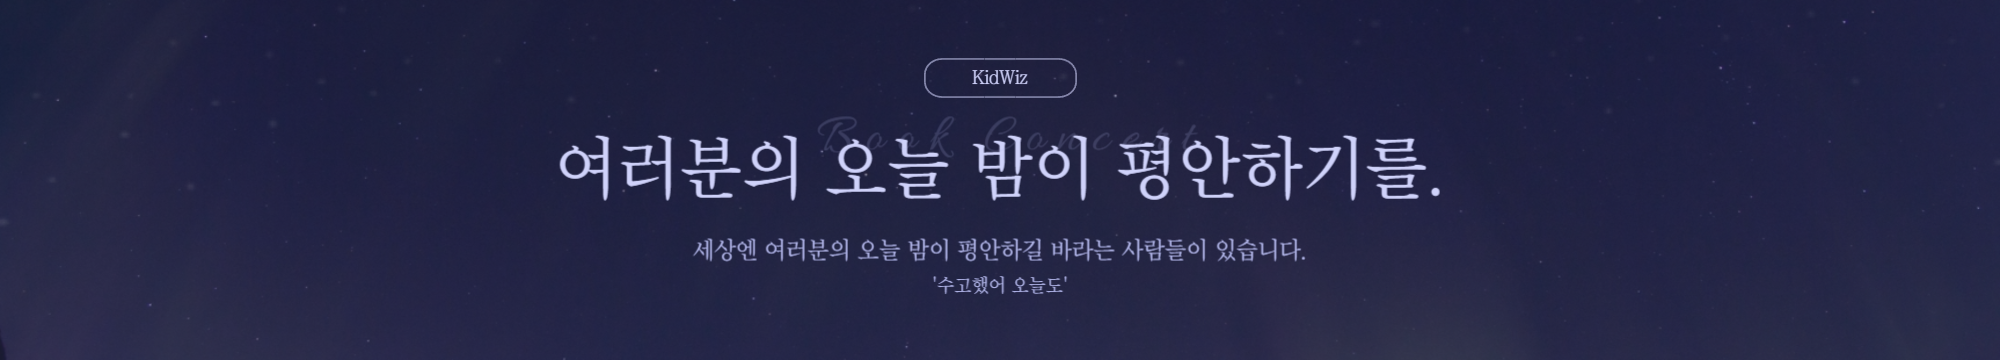 KidWiz
Book Concert
여러분의 오늘 밤이 평안하기를.
세상엔 여러분의 오늘 밤이 평안하길 바라는 사람들이 있습니다.
'수고했어 오늘도'